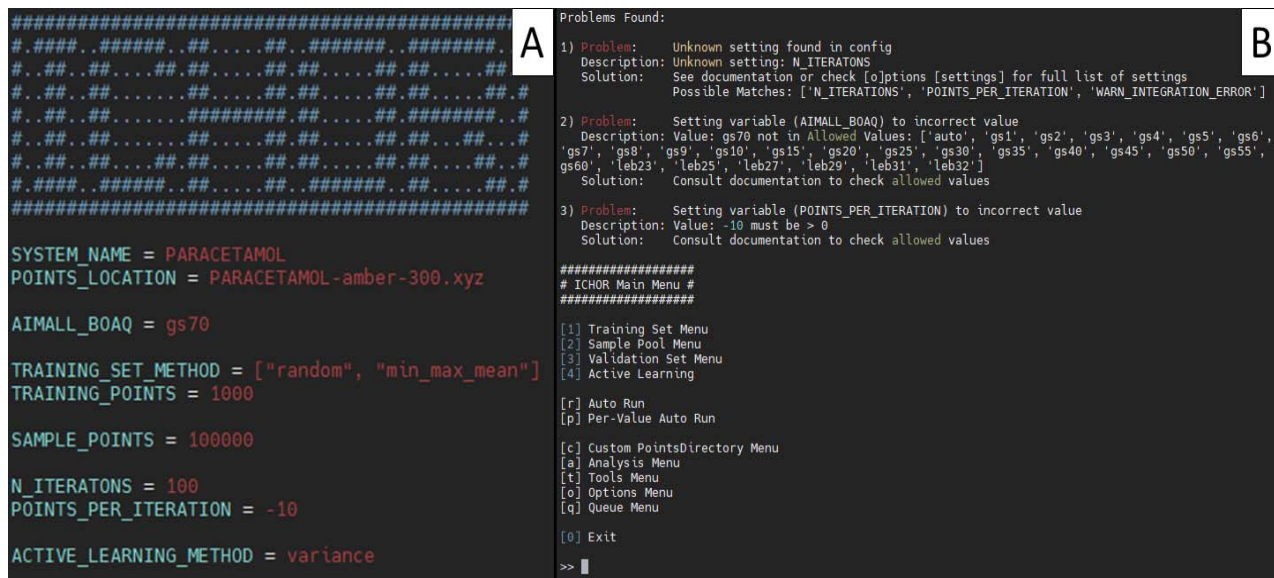 A
SYSTEM_NAME = PARACETAMOL
POINTS_LOCATION = PARACETAMOL-amber-300.xyz
AIMALL_BOAQ = gs70
TRAINING_SET_METHOD = ["random", "min_max_mean"]
TRAINING_POINTS = 1000
SAMPLE_POINTS = 100000
N_ITERATONS = 100
POINTS_PER_ITERATION = -10
ACTIVE_LEARNING_METHOD = variance
B
Problems Found:
1) Problem: Unknown setting found in config
Description: Unknown setting: N_ITERATONS
Solution: See documentation or check [o]ptions [settings] for full list of settings
Possible Matches: ['N_ITERATIONS', 'POINTS_PER_ITERATION', 'WARN_INTEGRATION_ERROR']
2) Problem: Setting variable (AIMALL_BOAQ) to incorrect value
Description: Value: gs70 not in Allowed Values: ['auto', 'gs1', 'gs2', 'gs3', 'gs4', 'gs5', 'gs6',
'gs7', 'gs8', 'gs9', 'gs10', 'gs15', 'gs20', 'gs25', 'gs30', 'gs35', 'gs40', 'gs45', 'gs50', 'gs55', '
gs60', 'leb23', 'leb25', 'leb27', 'leb29', 'leb31', 'leb32']
Solution: Consult documentation to check allowed values
3) Problem: Setting variable (POINTS_PER_ITERATION) to incorrect value
Description: Value: -10 must be > 0
Solution: Consult documentation to check allowed values
###################
# ICHOR Main Menu #
###################
[1] Training Set Menu
[2] Sample Pool Menu
[3] Validation Set Menu
[4] Active Learning
[r] Auto Run
[p] Per-Value Auto Run
[c] Custom PointsDirectory Menu
[a] Analysis Menu
[t] Tools Menu
[o] Options Menu
[q] Queue Menu
[0] Exit
>>